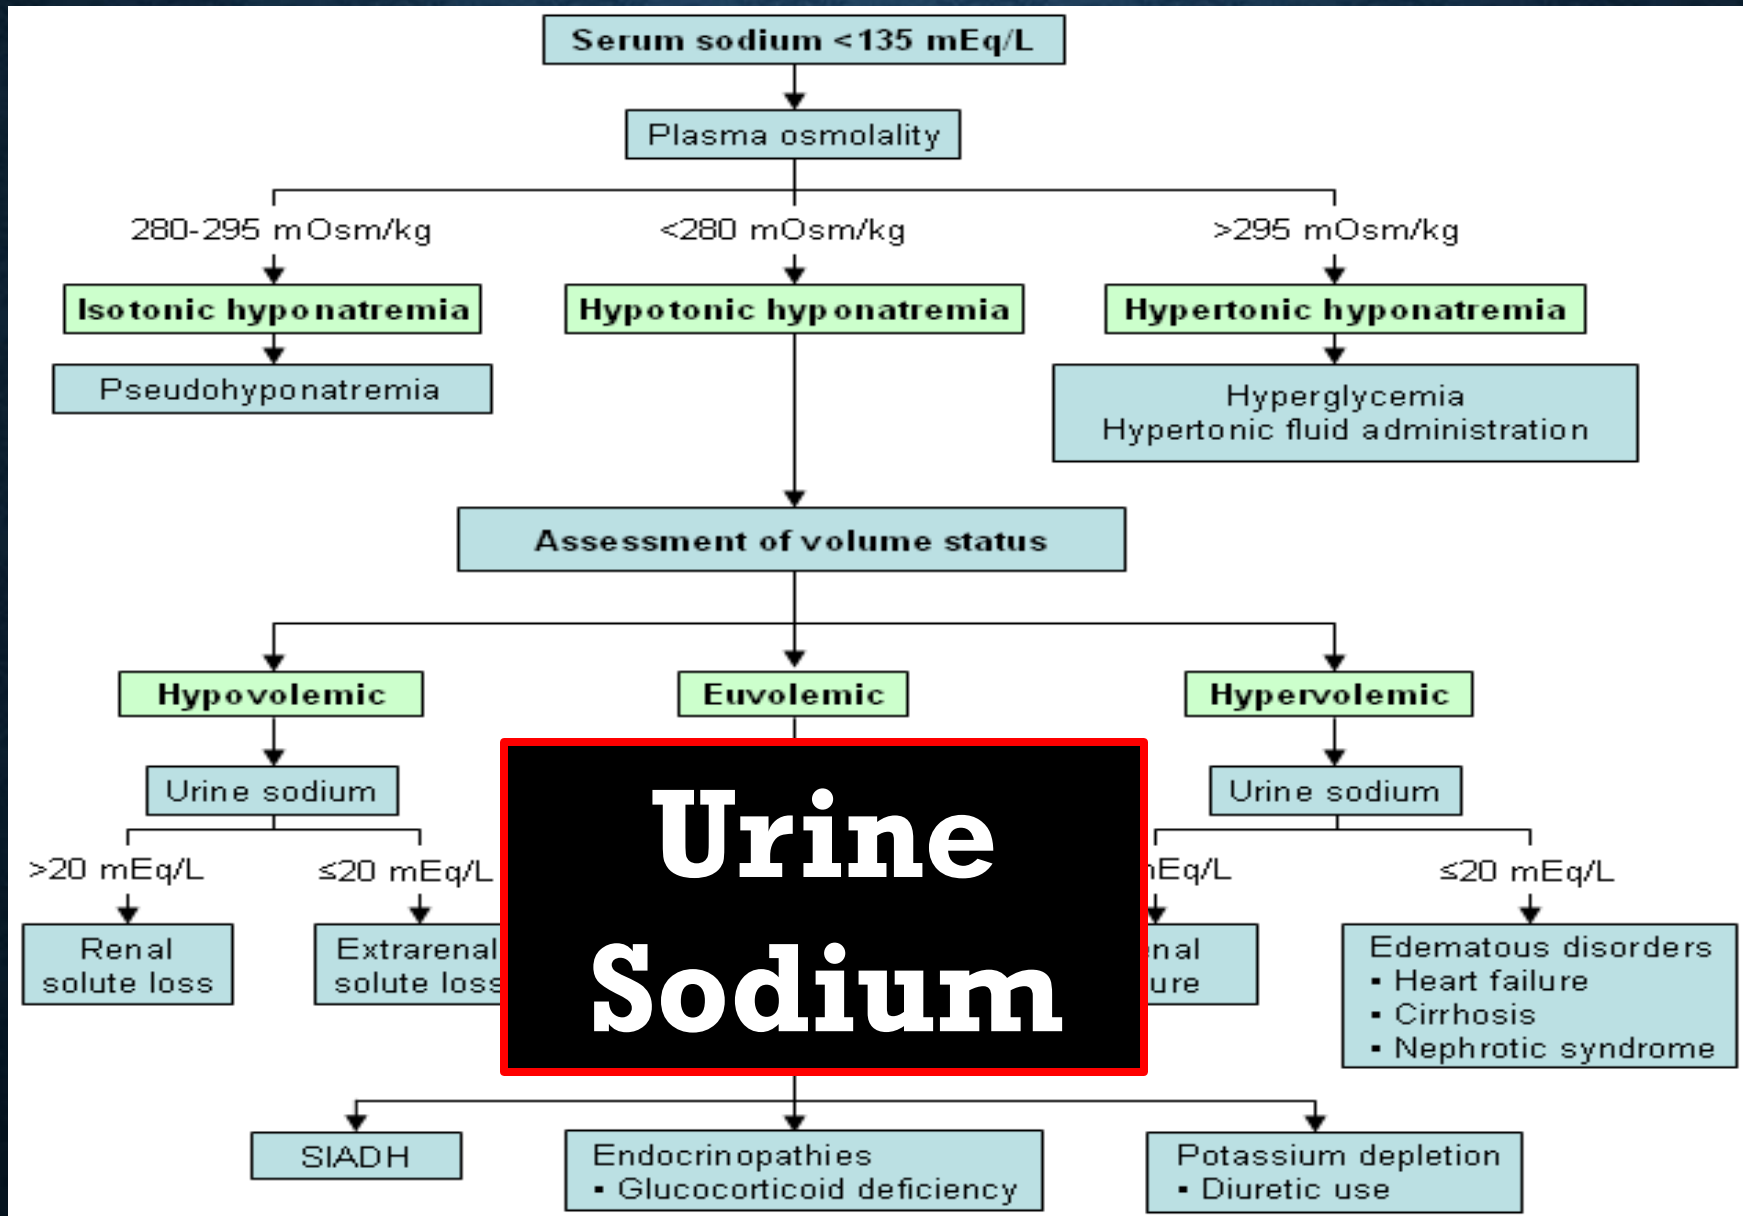 Serum sodium <135 mEq/L
Plasma osmolality
280-295 mOsm/kg
<280 mOsm/kg
>295 mOsm/kg
Isotonic hyponatremia
Hypotonic hyponatremia
Hypertonic hyponatremia
Pseudohyponatremia
Hyperglycemia
Hypertonic fluid administration
Assessment of volume status
Hypovolemic
Euvolemic
Hypervolemic
Urine sodium
Urine
Sodium
Urine sodium
>20 mEq/L
≤20 mEq/L
≤20 mEq/L
Renal
solute loss
Extrarenal
solute loss
Edematous disorders
▪ Heart failure
▪ Cirrhosis
▪ Nephrotic syndrome
SIADH
Endocrinopathies
▪ Glucocorticoid deficiency
Potassium depletion
▪ Diuretic use